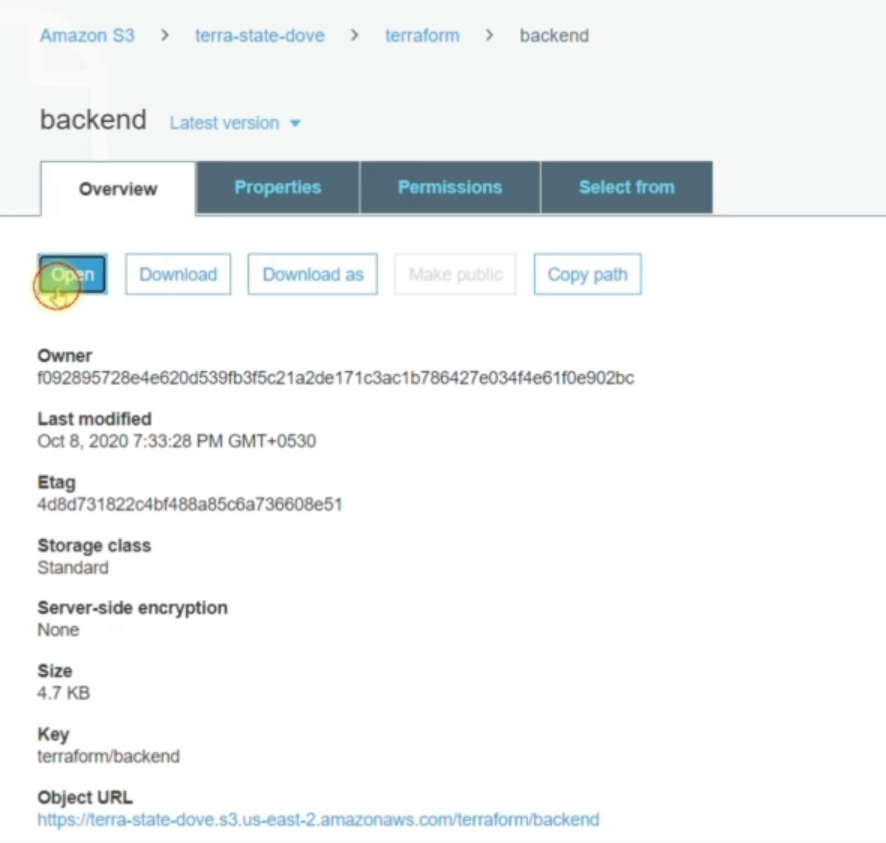 Amazon S3 > terra-state-dove > terraform > backend
backend Latest version
Overview Properties Permissions Select from
Open Download Download as Make public Copy path
Owner
f092895728e4e620d539fb3f5c21a2de171c3ac1b786427e034f4e61f0e902bc
Last modified
Oct 8, 2020 7:33:28 PM GMT+0530
Etag
4d8d731822c4bf488a85c6a736608e51
Storage class
Standard
Server-side encryption
None
Size
4.7 KB
Key
terraform/backend
Object URL
https://terra-state-dove.s3.us-east-2.amazonaws.com/terraform/backend